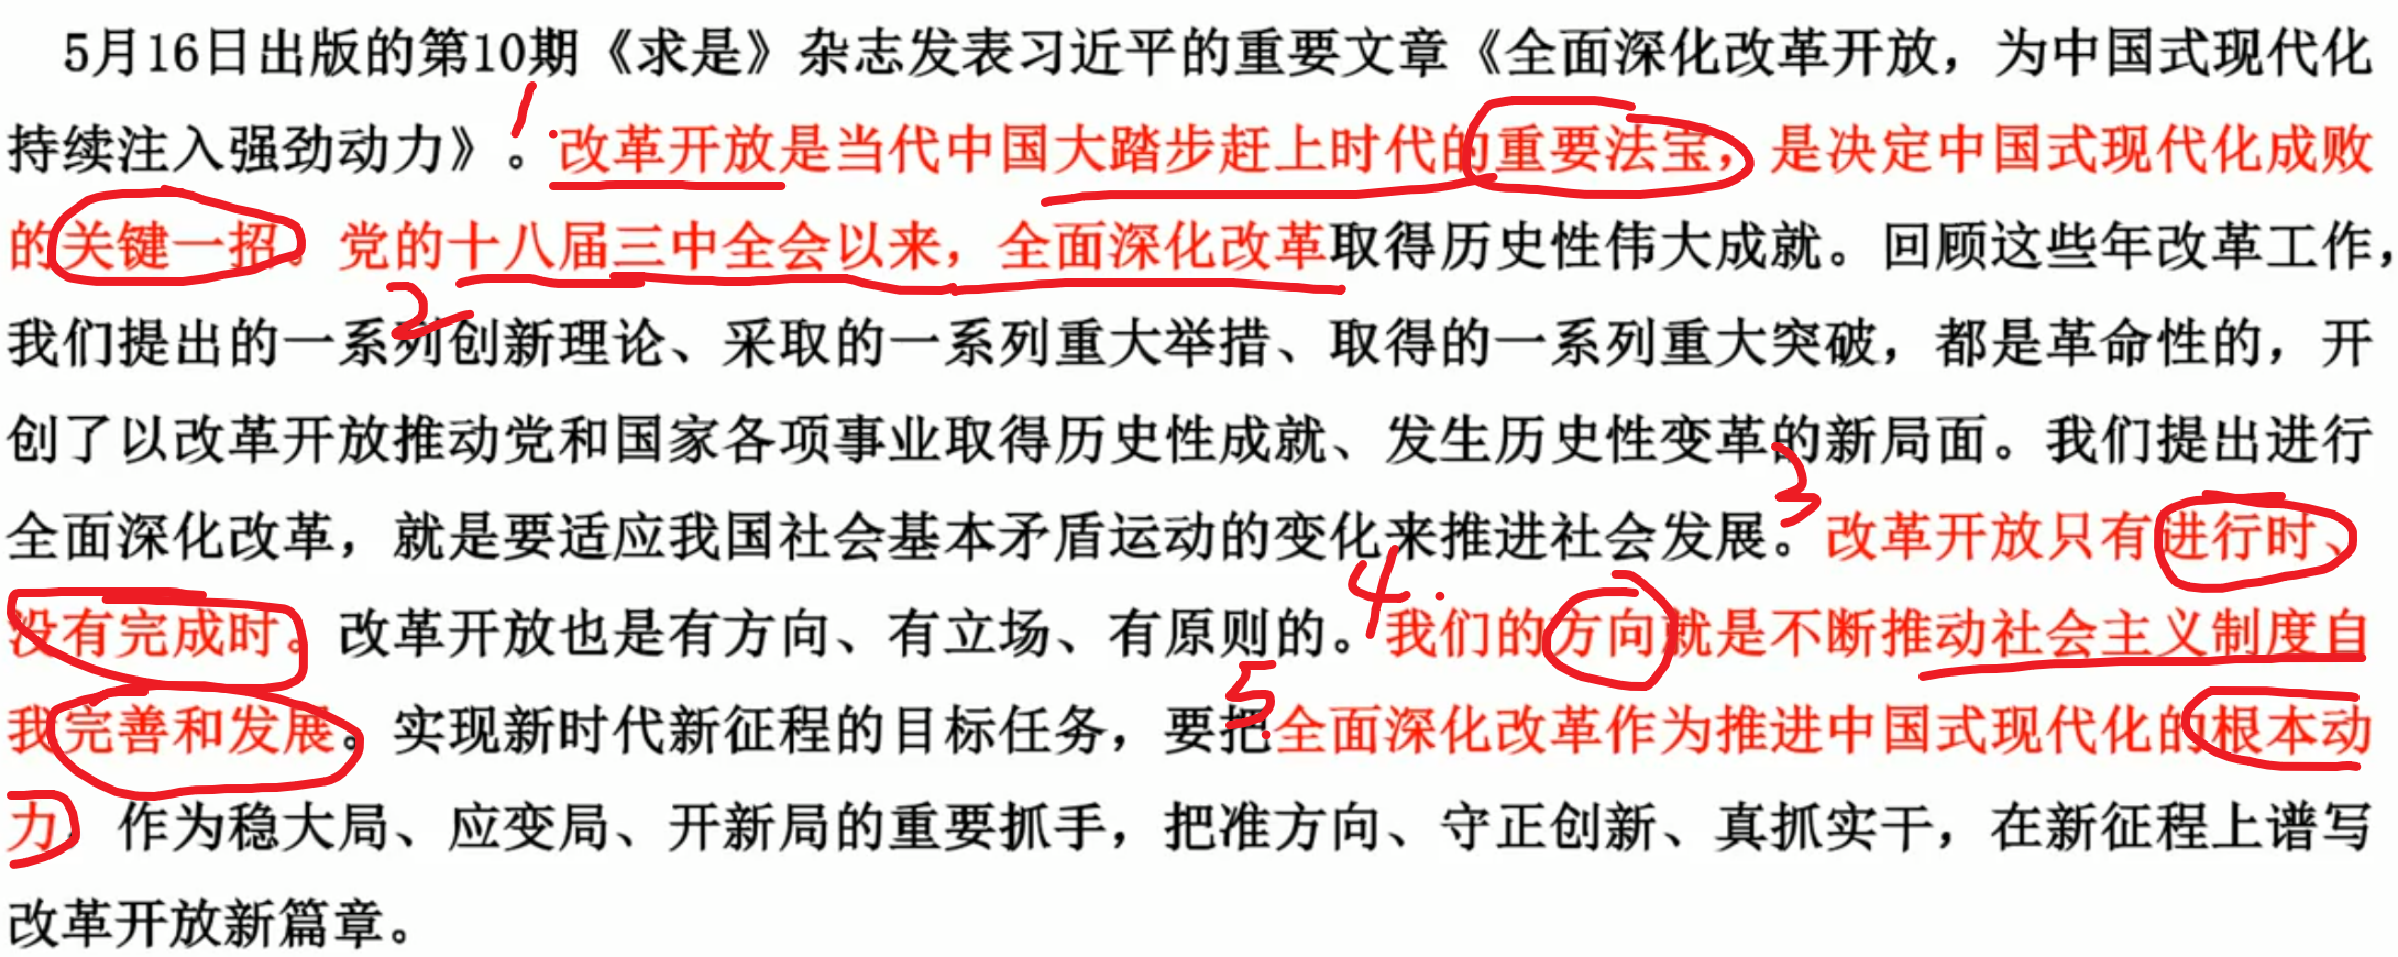 5月16日出版的第10期《求是》杂志发表习近平的重要文章《全面深化改革开放，为中国式现代化
持续注入强劲动力》。1.改革开放是当代中国大踏步赶上时代的重要法宝，是决定中国式现代化成败
的关键一招。党的十八届三中全会以来，全面深化改革取得历史性伟大成就。回顾这些年改革工作，
2
我们提出的一系列创新理论、采取的一系列重大举措、取得的一系列重大突破，都是革命性的，开
创了以改革开放推动党和国家各项事业取得历史性成就、发生历史性变革的新局面。我们提出进行
全面深化改革，就是要适应我国社会基本矛盾运动的变化来推进社会发展。3改革开放只有进行时、
没有完成时。改革开放也是有方向、有立场、有原则的。4.我们的方向就是不断推动社会主义制度自
我完善和发展。实现新时代新征程的目标任务，要把5.全面深化改革作为推进中国式现代化的根本动
力，作为稳大局、应变局、开新局的重要抓手，把准方向、守正创新、真抓实干，在新征程上谱写
改革开放新篇章。